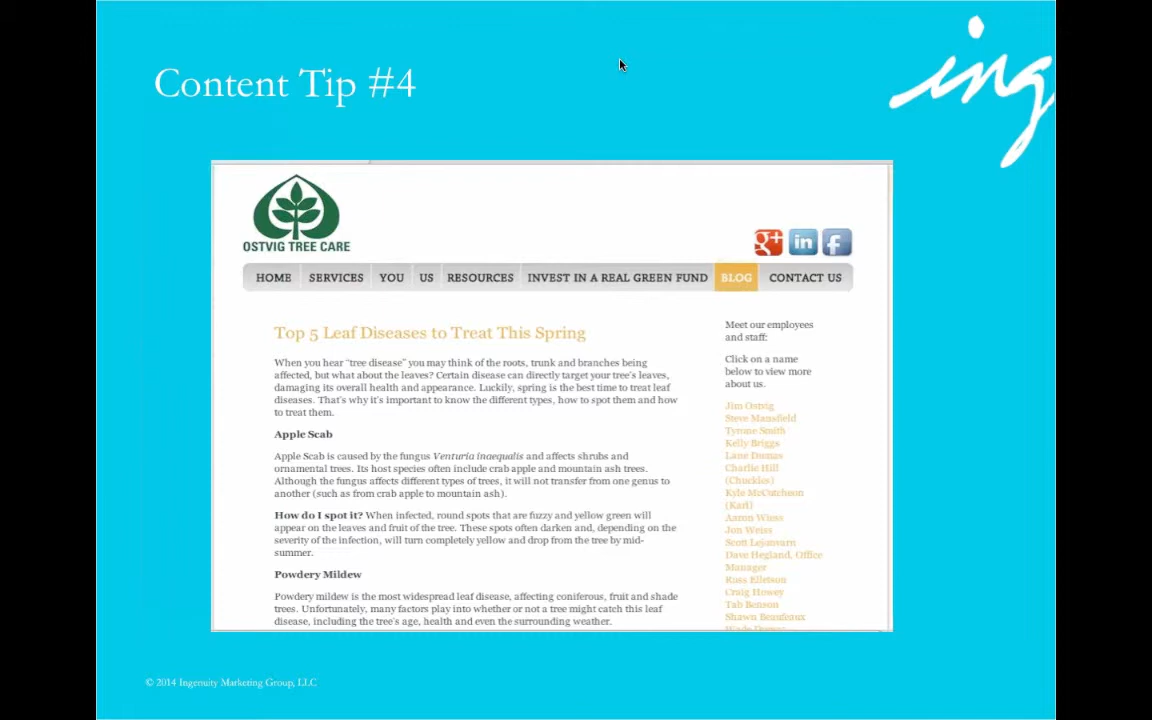 ing
Content Tip #4
OSTVIG TREE CARE
g+ in f
HOME SERVICES YOU US RESOURCES INVEST IN A REAL GREEN FUND BLOG CONTACT US
Top 5 Leaf Diseases to Treat This Spring
When you hear “tree disease” you may think of the roots, trunk and branches being
affected, but what about the leaves? Certain disease can directly target your tree’s leaves,
damaging its overall health and appearance. Luckily, spring is the best time to treat leaf
diseases. That’s why it’s important to know the different types, how to spot them and how
to treat them.
Apple Scab
Apple Scab is caused by the fungus Venturia inaequalis and affects shrubs and
ornamental trees. Its host species often include crab apple and mountain ash trees.
Although the fungus affects different types of trees, it will not transfer from one genus to
another (such as from crab apple to mountain ash).
How do I spot it? When infected, round spots that are fuzzy and yellow green will
appear on the leaves and fruit of the tree. These spots often darken and, depending on the
severity of the infection, will turn completely yellow and drop from the tree by mid-
summer.
Powdery Mildew
Powdery mildew is the most widespread leaf disease, affecting coniferous, fruit and shade
trees. Unfortunately, many factors play into whether or not a tree might catch this leaf
disease, including the tree’s age, health and even the surrounding weather.
Meet our employees
and staff:
Click on a name
below to view more
about us.
Jim Ostvig
Steve Mansfield
Tyrone Smith
Kelly Briggs
Lane Dumas
Charlie Hill
(Chuckles)
Kyle McCutcheon
(Karl)
Aaron
Jon Weiss
Scott
Dave Hegland, Office
Manager
Russ Elletson
Craig Howey
Tab Benson
Shawn Beaufeaux
© 2014 Ingenuity Marketing Group, LLC